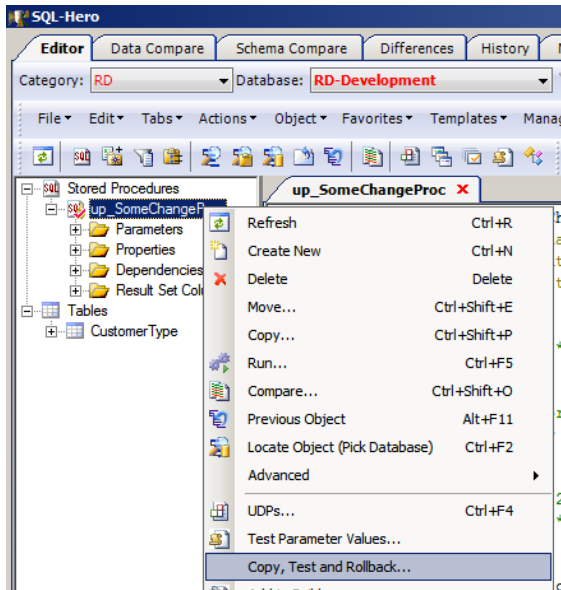 SQL-Hero
Editor Data Compare Schema Compare Differences History
Category: RD Database: RD-Development
File Edit Tabs Actions Object Favorites Templates
Stored Procedures
up_SomeChangeProc
Parameters
Properties
Dependencies
Tables
CustomerType
up_SomeChangeProc
Refresh Ctrl+R
Create New Ctrl+N
Delete Delete
Move... Ctrl+Shift+E
Copy... Ctrl+Shift+P
Run... Ctrl+F5
Compare... Ctrl+Shift+O
Previous Object Alt+F11
Locate Object (Pick Database) Ctrl+F2
Advanced
UDPs... Ctrl+F4
Test Parameter Values...
Copy, Test and Rollback...